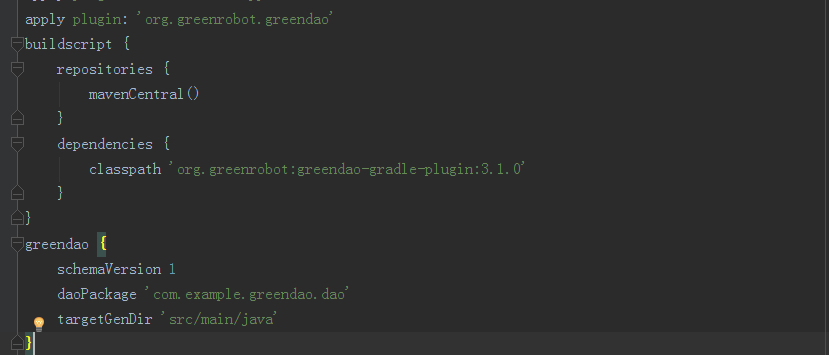 apply plugin: 'org.greenrobot.greendao'
buildscript {
    repositories {
        mavenCentral()
    }
    dependencies {
        classpath 'org.greenrobot:greendao-gradle-plugin:3.1.0'
    }
}
greendao {
    schemaVersion 1
    daoPackage 'com.example.greendao.dao'
    targetGenDir 'src/main/java'
}